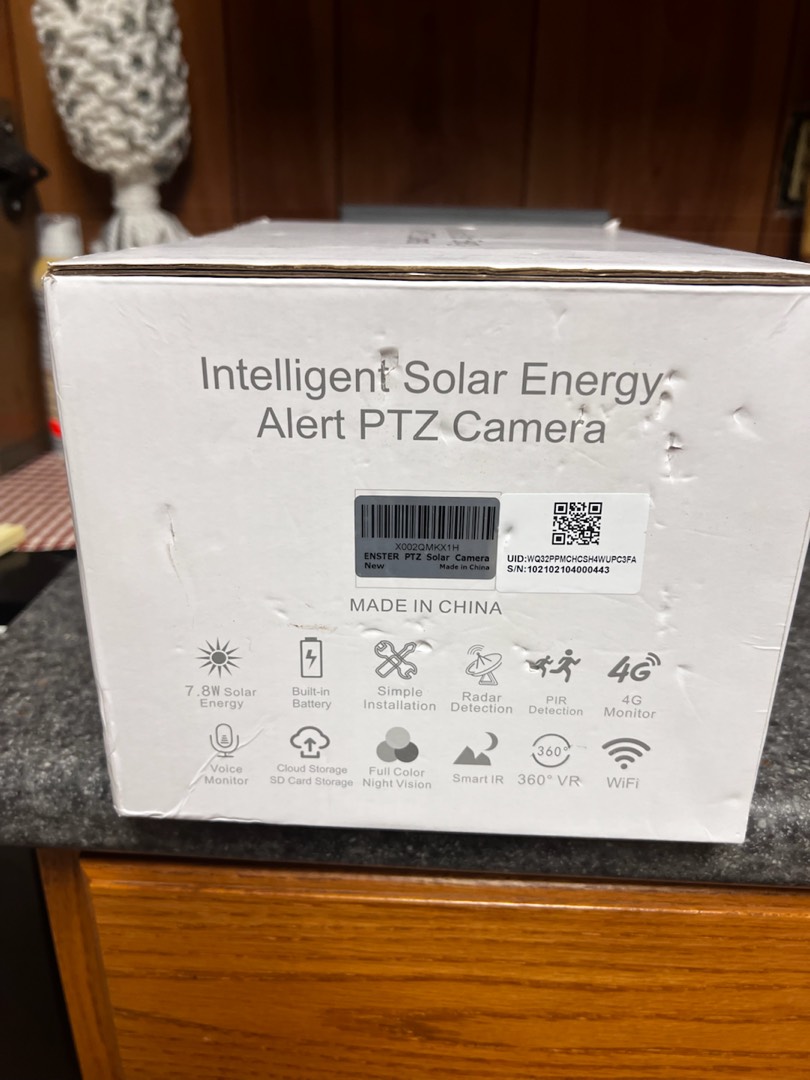 Intelligent Solar Energy
Alert PTZ Camera
X002QMKX1H
ENSTER PTZ Solar Camera
New Made in China
UID:WQ32PPMCHCSH4WUPC3FA
S/N:102102104000443
MADE IN CHINA
7.8W Solar
Energy
Built-in
Battery
Simple
Installation
Radar
Detection
PIR
Detection
4G
4G
Monitor
Voice
Monitor
Cloud Storage
SD Card Storage
Full Color
Night Vision
Smart IR
360°
360° VR
WiFi